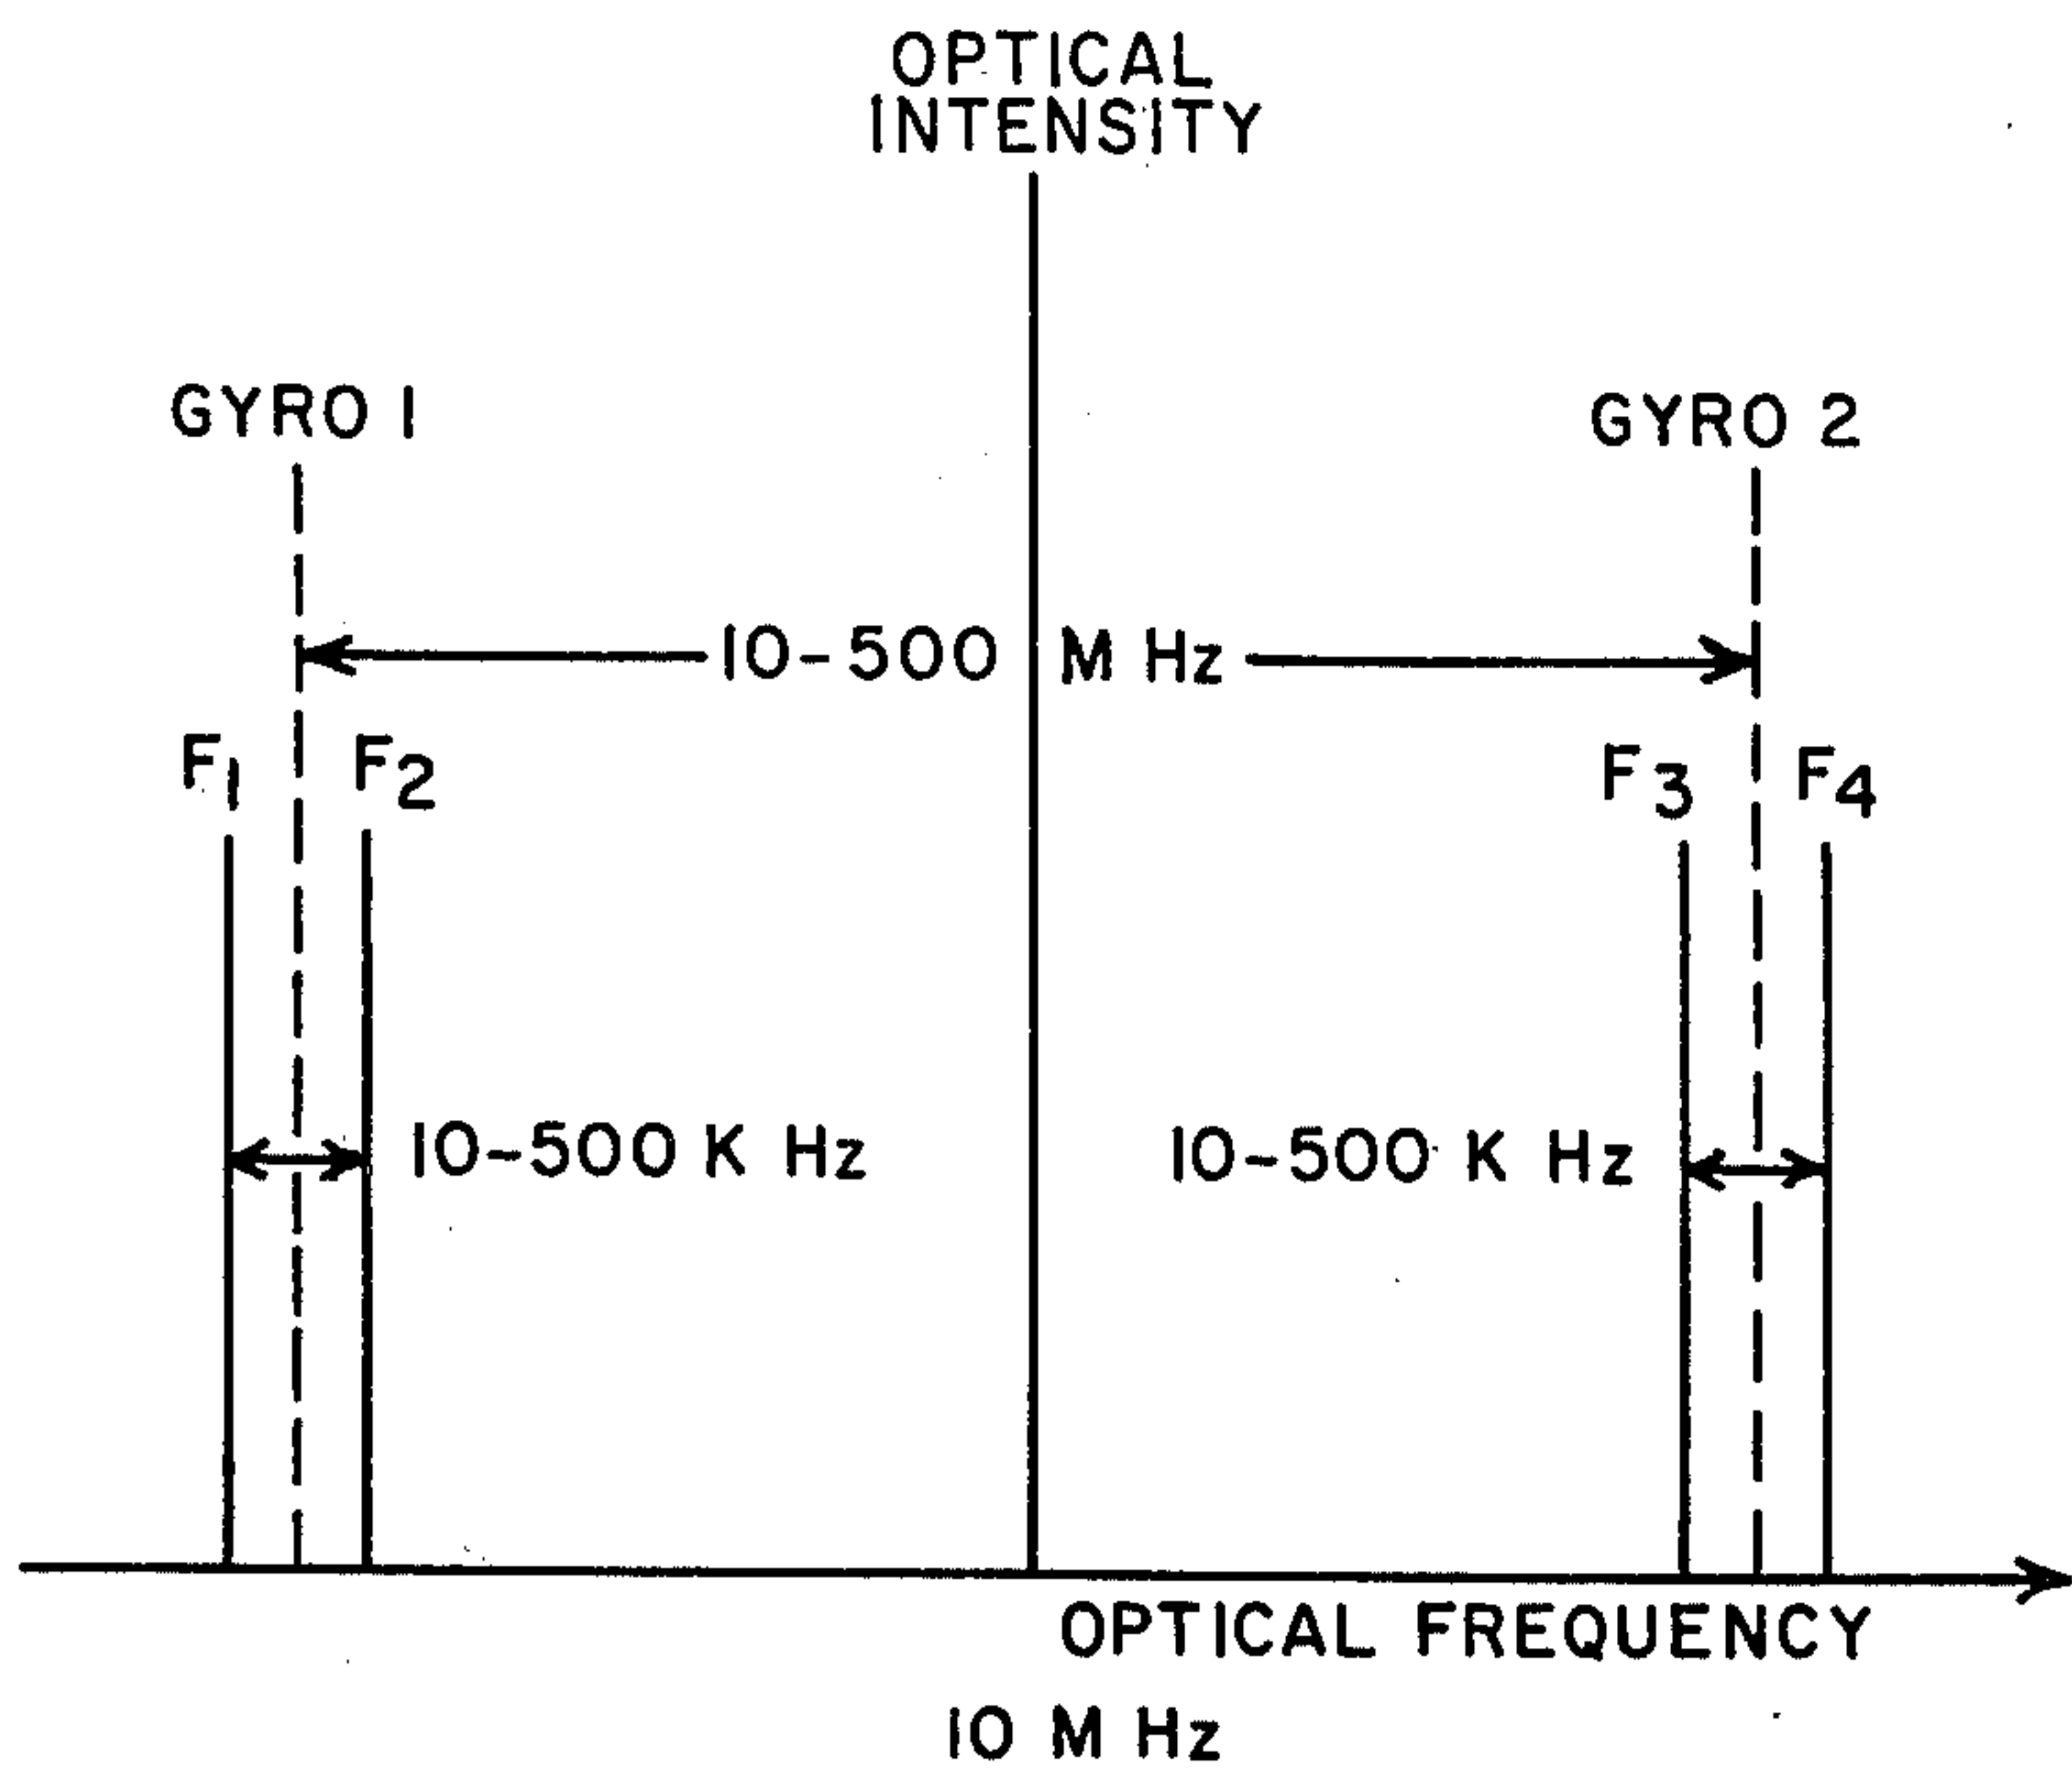 OPTICAL
INTENSITY
GYRO 1
GYRO 2
10-500 M Hz
F1
F2
F3
F4
10-500 K Hz
10-500 K Hz
OPTICAL FREQUENCY
10 M Hz